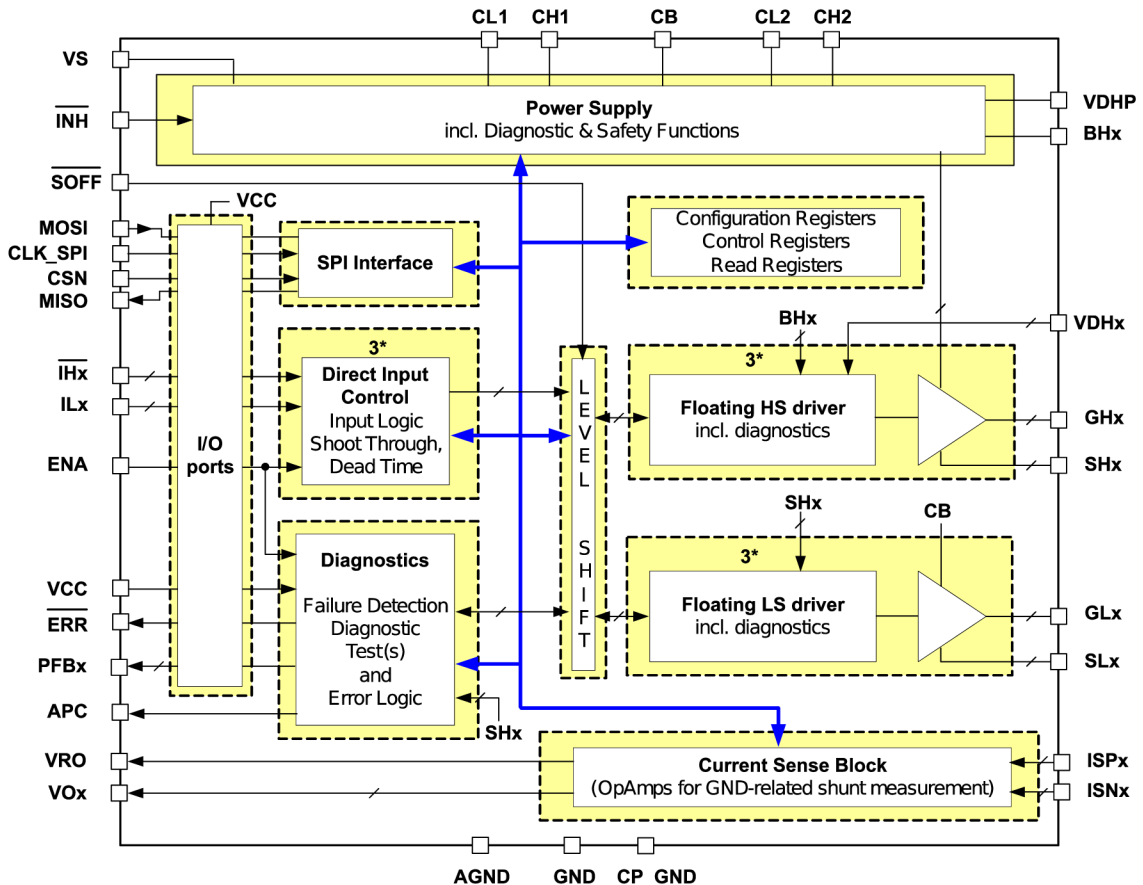 CL1 CH1 CB CL2 CH2
VS
Power Supply
incl. Diagnostic & Safety Functions
VDHP
INH
BHx
SOFF
VCC
MOSI
CLK_SPI
CSN
MISO
SPI Interface
Configuration Registers
Control Registers
Read Registers
BHx
VDHx
IHx
ILx
ENA
I/O
ports
3*
Direct Input
Control
Input Logic
Shoot Through,
Dead Time
LEVEL SHIFT
3*
Floating HS driver
incl. diagnostics
GHx
SHx
SHx
CB
Diagnostics
Failure Detection
Diagnostic
Test(s)
and
Error Logic
3*
Floating LS driver
incl. diagnostics
GLx
SLx
VCC
ERR
PFBx
APC
SHx
VRO
VOx
Current Sense Block
(OpAmps for GND-related shunt measurement)
ISPx
ISNx
AGND GND CP GND